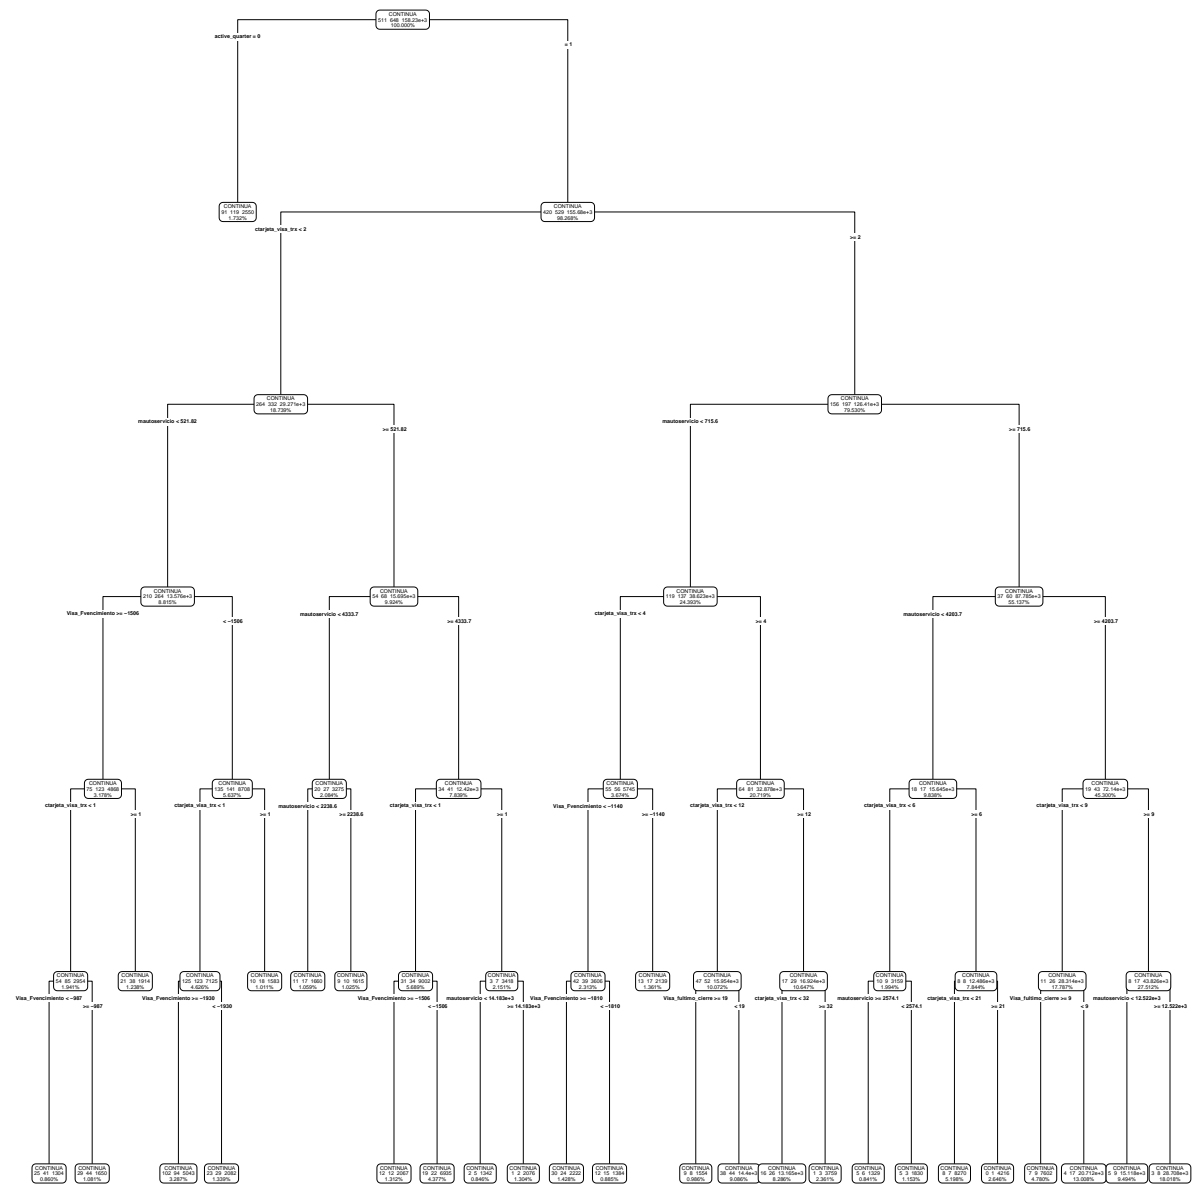 CONTINUA
511 648 158.23e+3
100.000%
active_quarter = 0
= 1
CONTINUA
91 119 2550
1.732%
CONTINUA
420 529 155.68e+3
98.268%
ctarjeta_visa_trx < 2
>= 2
CONTINUA
264 332 29.271e+3
18.739%
CONTINUA
156 197 126.41e+3
79.530%
mautoservicio < 521.82
>= 521.82
mautoservicio < 715.6
>= 715.6
CONTINUA
210 264 13.576e+3
8.815%
CONTINUA
54 68 15.695e+3
9.924%
CONTINUA
119 137 38.623e+3
24.393%
CONTINUA
37 60 87.785e+3
55.137%
Visa_Fvencimiento >= −1506
< −1506
mautoservicio < 4333.7
>= 4333.7
ctarjeta_visa_trx < 4
>= 4
mautoservicio < 4203.7
>= 4203.7
CONTINUA
75 123 4868
3.178%
CONTINUA
135 141 8708
5.637%
CONTINUA
20 27 3275
2.084%
CONTINUA
34 41 12.42e+3
7.839%
CONTINUA
55 56 5745
3.674%
CONTINUA
64 81 32.878e+3
20.719%
CONTINUA
18 17 15.645e+3
9.838%
CONTINUA
19 43 72.14e+3
45.300%
ctarjeta_visa_trx < 1
>= 1
ctarjeta_visa_trx < 1
>= 1
mautoservicio < 2238.6
>= 2238.6
ctarjeta_visa_trx < 1
>= 1
Visa_Fvencimiento < −1140
>= −1140
ctarjeta_visa_trx < 12
>= 12
ctarjeta_visa_trx < 6
>= 6
ctarjeta_visa_trx < 9
>= 9
CONTINUA
54 85 2954
1.941%
CONTINUA
21 38 1914
1.238%
CONTINUA
125 123 7125
4.626%
CONTINUA
10 18 1583
1.011%
CONTINUA
11 17 1660
1.059%
CONTINUA
9 10 1615
1.025%
CONTINUA
31 34 9002
5.689%
CONTINUA
3 7 3418
2.151%
CONTINUA
42 39 3606
2.313%
CONTINUA
13 17 2139
1.361%
CONTINUA
47 52 15.954e+3
10.072%
CONTINUA
17 29 16.924e+3
10.647%
CONTINUA
10 9 3159
1.994%
CONTINUA
8 8 12.486e+3
7.844%
CONTINUA
11 26 28.314e+3
17.787%
CONTINUA
8 17 43.826e+3
27.512%
Visa_Fvencimiento < −987
>= −987
Visa_Fvencimiento >= −1930
< −1930
Visa_Fvencimiento >= −1506
< −1506
mautoservicio < 14.183e+3
>= 14.183e+3
Visa_Fvencimiento >= −1810
< −1810
Visa_fultimo_cierre >= 19
< 19
ctarjeta_visa_trx < 32
>= 32
mautoservicio >= 2574.1
< 2574.1
ctarjeta_visa_trx < 21
>= 21
Visa_fultimo_cierre >= 9
< 9
mautoservicio < 12.522e+3
>= 12.522e+3
CONTINUA
25 41 1304
0.860%
CONTINUA
29 44 1650
1.081%
CONTINUA
102 94 5043
3.287%
CONTINUA
23 29 2082
1.339%
CONTINUA
12 12 2067
1.312%
CONTINUA
19 22 6935
4.377%
CONTINUA
2 5 1342
0.846%
CONTINUA
1 2 2076
1.304%
CONTINUA
30 24 2222
1.428%
CONTINUA
12 15 1384
0.885%
CONTINUA
9 8 1554
0.986%
CONTINUA
38 44 14.4e+3
9.086%
CONTINUA
16 26 13.165e+3
8.286%
CONTINUA
1 3 3759
2.361%
CONTINUA
5 6 1329
0.841%
CONTINUA
5 3 1830
1.153%
CONTINUA
8 7 8270
5.198%
CONTINUA
0 1 4216
2.646%
CONTINUA
7 9 7602
4.780%
CONTINUA
4 17 20.712e+3
13.008%
CONTINUA
5 9 15.118e+3
9.494%
CONTINUA
3 8 28.708e+3
18.018%